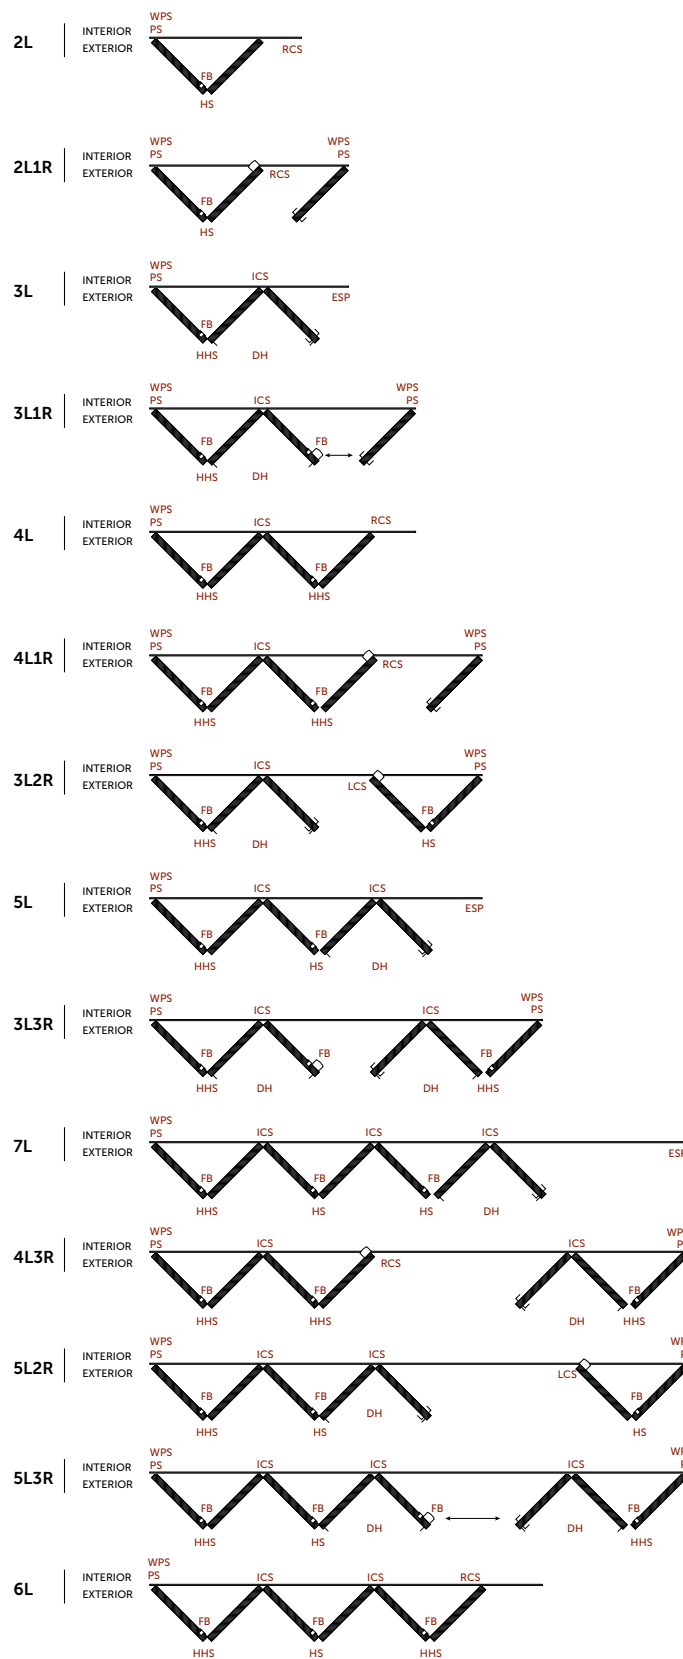 WPS
PS
2L INTERIOR
EXTERIOR RCS
FB
HS
WPS WPS
PS PS
2L1R INTERIOR
EXTERIOR RCS
FB
HS
WPS
PS ICS
3L INTERIOR
EXTERIOR ESP
FB
HHS DH
WPS WPS
PS ICS PS
3L1R INTERIOR
EXTERIOR
FB FB
HHS DH
WPS
PS ICS RCS
4L INTERIOR
EXTERIOR
FB FB
HHS HHS
WPS WPS
PS ICS PS
4L1R INTERIOR
EXTERIOR RCS
FB FB
HHS HHS
WPS WPS
PS ICS PS
3L2R INTERIOR
EXTERIOR LCS
FB FB
HHS DH HS
WPS
PS ICS ICS
5L INTERIOR
EXTERIOR ESP
FB FB
HHS HS DH
WPS WPS
PS ICS ICS PS
3L3R INTERIOR
EXTERIOR
FB FB FB
HHS DH DH HHS
WPS
PS ICS ICS ICS
7L INTERIOR
EXTERIOR ESP
FB FB FB
HHS HS HS DH
WPS WP
PS ICS ICS P
4L3R INTERIOR
EXTERIOR RCS
FB FB FB
HHS HHS DH HHS
WPS WP
PS ICS ICS P
5L2R INTERIOR
EXTERIOR LCS
FB FB FB
HHS HS DH HS
WPS WP
PS ICS ICS ICS P
5L3R INTERIOR
EXTERIOR
FB FB FB FB
HHS HS DH DH HHS
WPS
PS ICS ICS RCS
6L INTERIOR
EXTERIOR
FB FB FB
HHS HS HHS